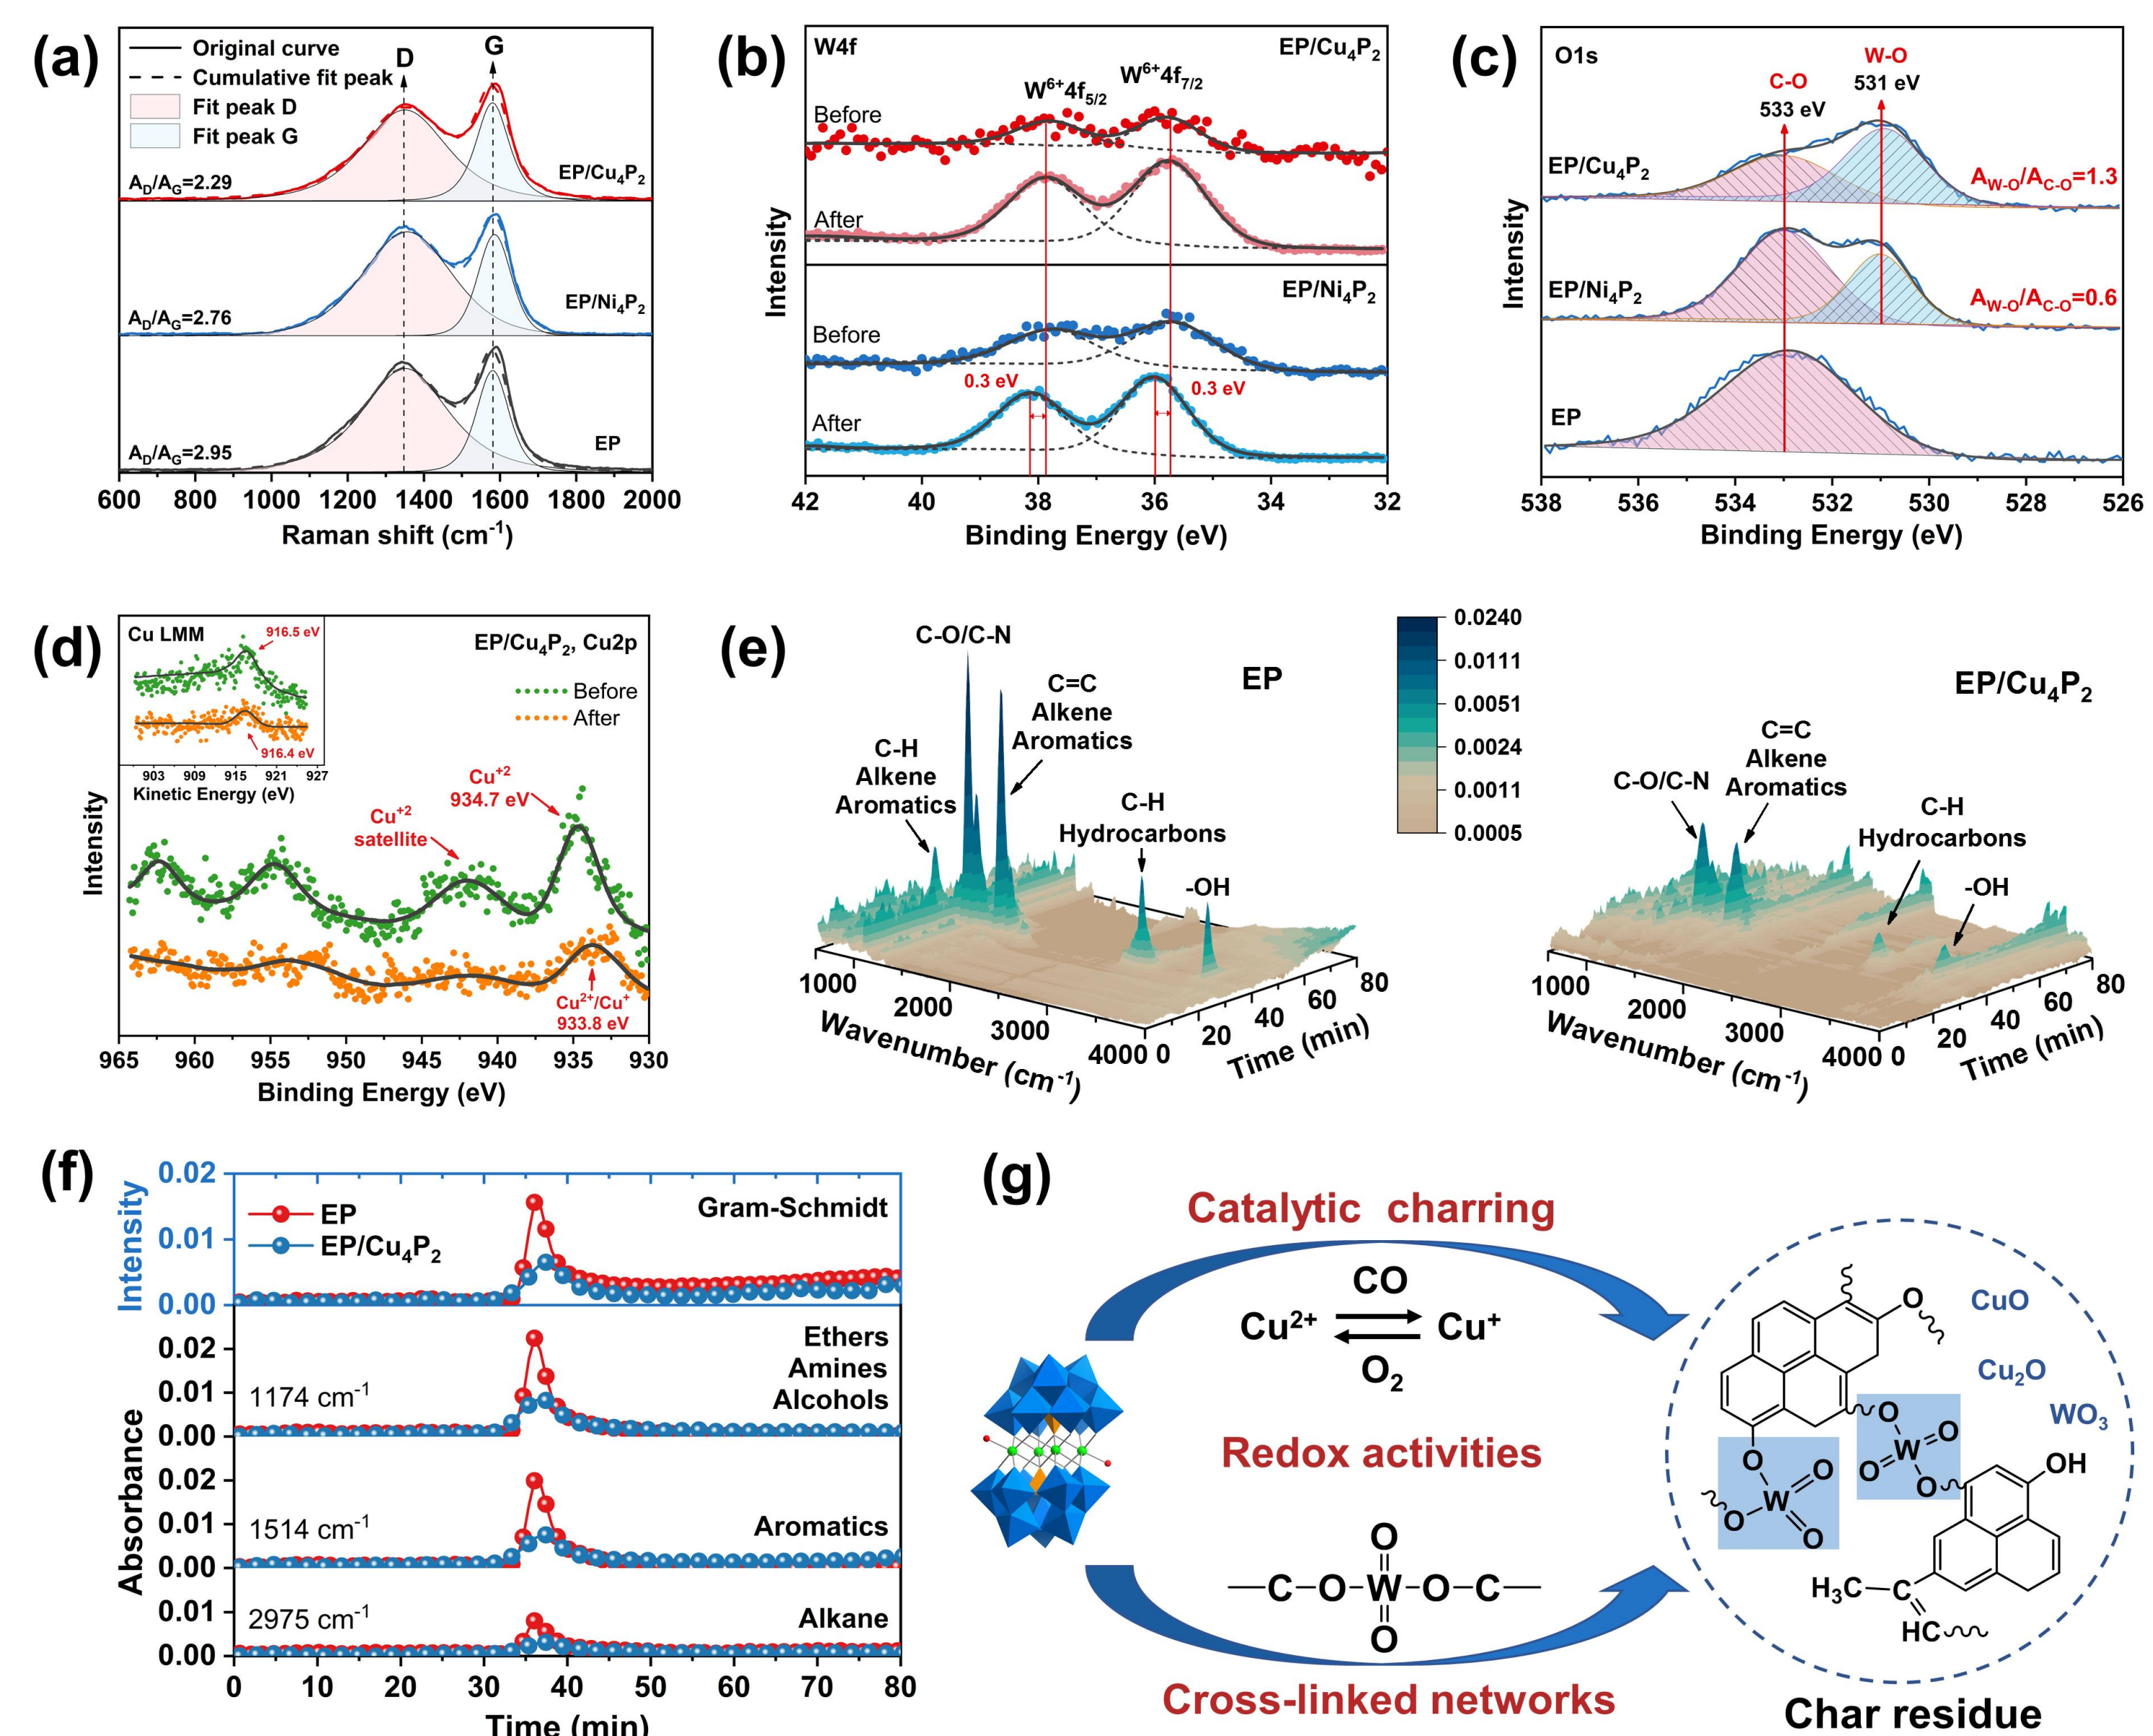 (a)
Original curve
Cumulative fit peak
Fit peak D
Fit peak G
D
G
A_D/A_G=2.29
EP/Cu₄P₂
A_D/A_G=2.76
EP/Ni₄P₂
A_D/A_G=2.95
EP
600 800 1000 1200 1400 1600 1800 2000
Raman shift (cm⁻¹)
(b)
W4f
EP/Cu₄P₂
W⁶⁺4f₅/₂
W⁶⁺4f₇/₂
Before
After
EP/Ni₄P₂
Before
0.3 eV
0.3 eV
After
Intensity
42 40 38 36 34 32
Binding Energy (eV)
(c)
O1s
W-O
531 eV
C-O
533 eV
EP/Cu₄P₂
A_W-O/A_C-O=1.3
EP/Ni₄P₂
A_W-O/A_C-O=0.6
EP
Intensity
538 536 534 532 530 528 526
Binding Energy (eV)
(d)
Cu LMM
916.5 eV
916.4 eV
903 909 915 921 927
Kinetic Energy (eV)
EP/Cu₄P₂, Cu2p
Before
After
Cu⁺²
934.7 eV
Cu⁺²
satellite
Cu²⁺/Cu⁺
933.8 eV
Intensity
965 960 955 950 945 940 935 930
Binding Energy (eV)
(e)
EP
C-O/C-N
C=C
Alkene
Aromatics
C-H
Alkene
Aromatics
C-H
Hydrocarbons
-OH
1000 2000 3000 4000
Wavenumber (cm⁻¹)
0 20 40 60 80
Time (min)
0.0240
0.0111
0.0051
0.0024
0.0011
0.0005
EP/Cu₄P₂
C-O/C-N
C=C
Alkene
Aromatics
C-H
Hydrocarbons
-OH
1000 2000 3000 4000
Wavenumber (cm⁻¹)
0 20 40 60 80
Time (min)
(f)
Intensity
0.02
0.01
0.00
EP
EP/Cu₄P₂
Gram-Schmidt
Absorbance
0.02
0.01
0.00
1174 cm⁻¹
Ethers
Amines
Alcohols
0.02
0.01
0.00
1514 cm⁻¹
Aromatics
0.01
0.00
2975 cm⁻¹
Alkane
0 10 20 30 40 50 60 70 80
Time (min)
(g)
Catalytic charring
CO
Cu²⁺ ⇌ Cu⁺
O₂
Redox activities
O
—C—O—W—O—C—
O
Cross-linked networks
O
CuO
Cu₂O
WO₃
O
W
O
O
O
O
W
O
O
O
OH
H₃C
C
HC
Char residue